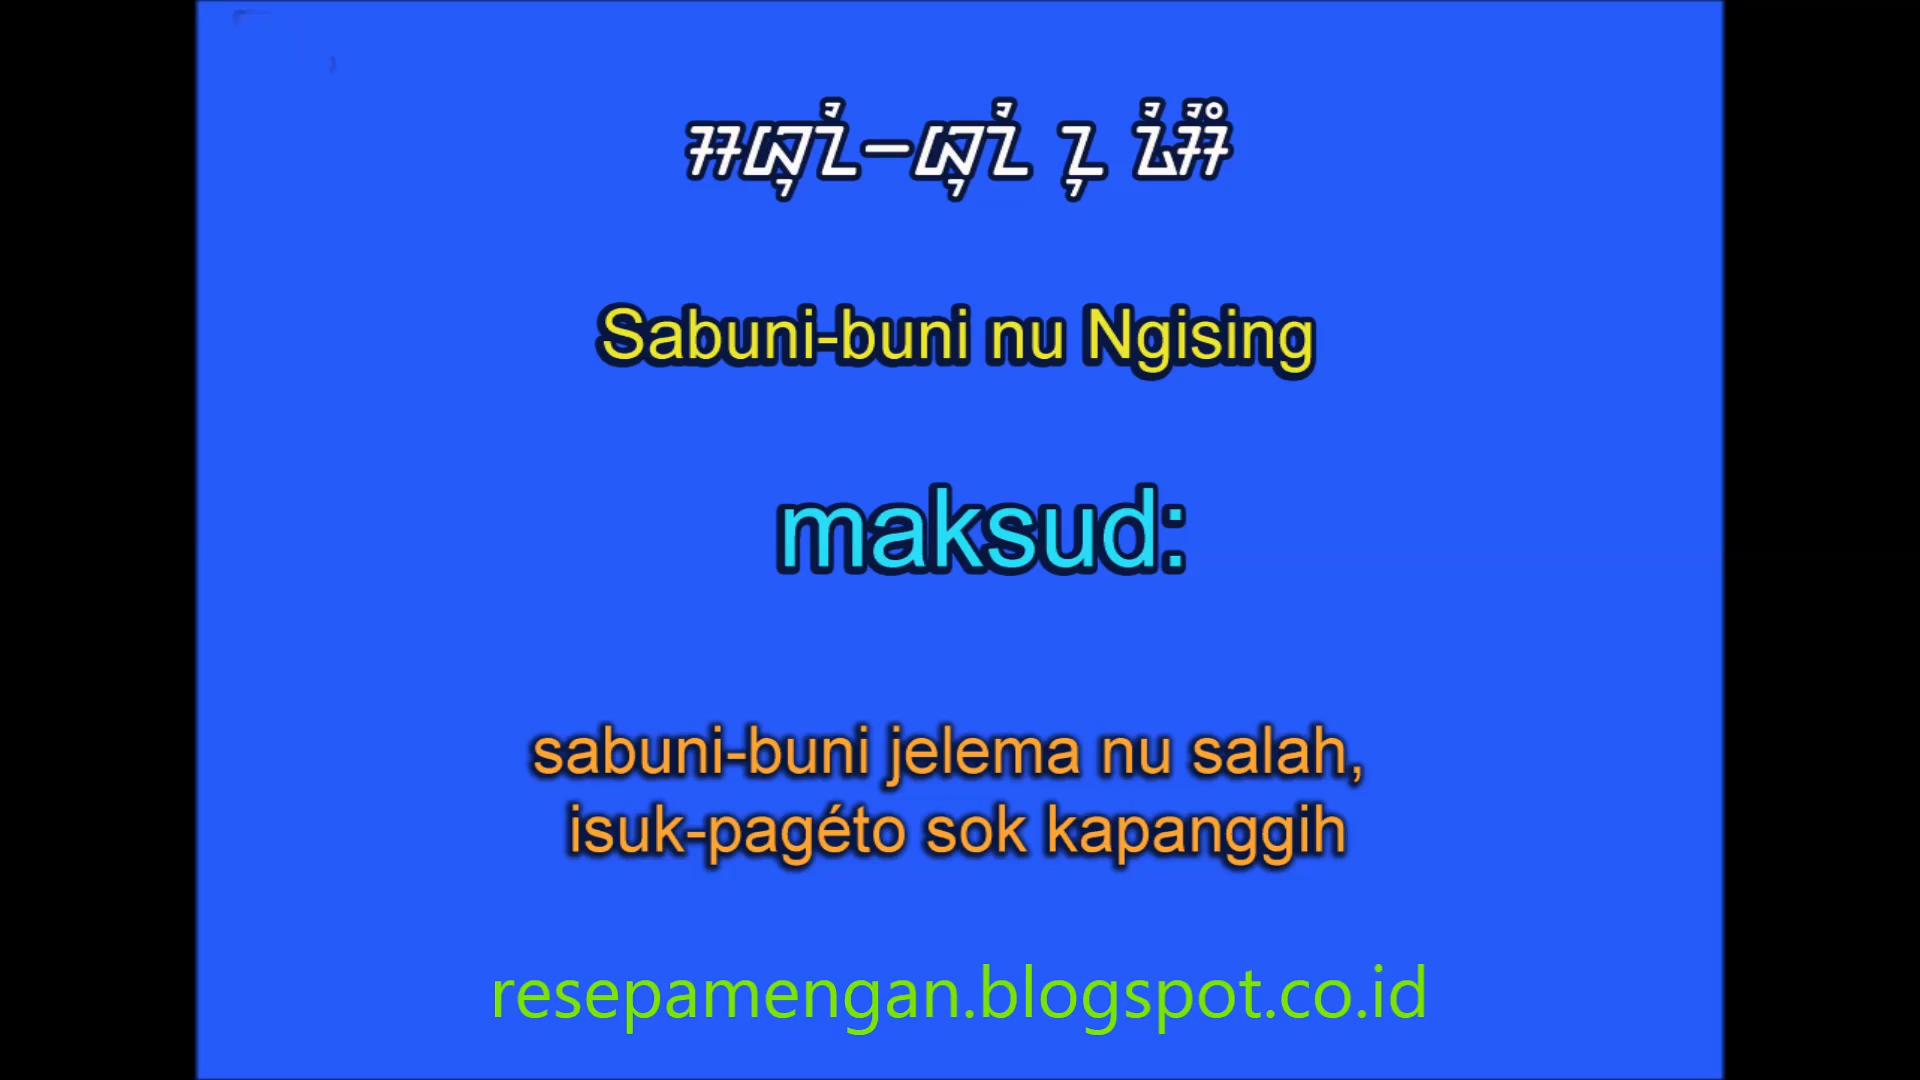 ᮞᮘᮥᮔᮤ-ᮘᮥᮔᮤ ᮔᮥ ᮍᮤᮞᮤᮀ
Sabuni-buni nu Ngising
maksud:
sabuni-buni jelema nu salah,
isuk-pagéto sok kapanggih
resepamengan.blogspot.co.id